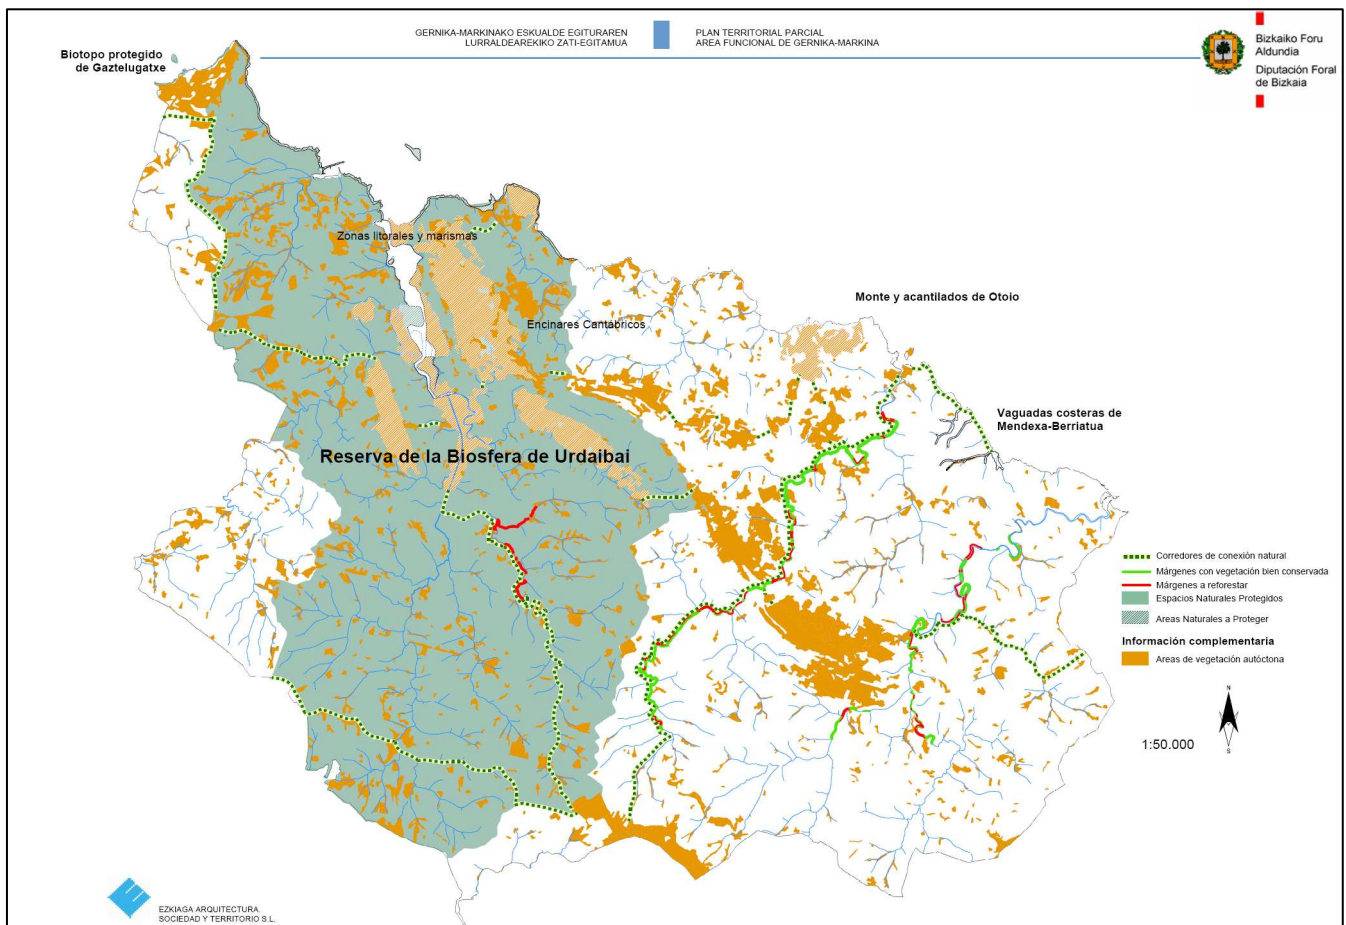 GERNIKA-MARKINAKO ESKUALDE EGITURAREN
LURRALDEAREKIKO ZATI-EGITAMUA
PLAN TERRITORIAL PARCIAL
AREA FUNCIONAL DE GERNIKA-MARKINA
Bizkaiko Foru
Aldundia
Diputación Foral
de Bizkaia
Biotopo protegido
de Gaztelugatxe
Zonas litorales y marismas
Encinares Cantábricos
Monte y acantilados de Otoio
Vaguadas costeras de
Mendexa-Berriatua
Reserva de la Biosfera de Urdaibai
Corredores de conexión natural
Márgenes con vegetación bien conservada
Márgenes a reforestar
Espacios Naturales Protegidos
Areas Naturales a Proteger
Información complementaria
Areas de vegetación autóctona
N
1:50.000
S
EZKIAGA ARQUITECTURA,
SOCIEDAD Y TERRITORIO S.L.